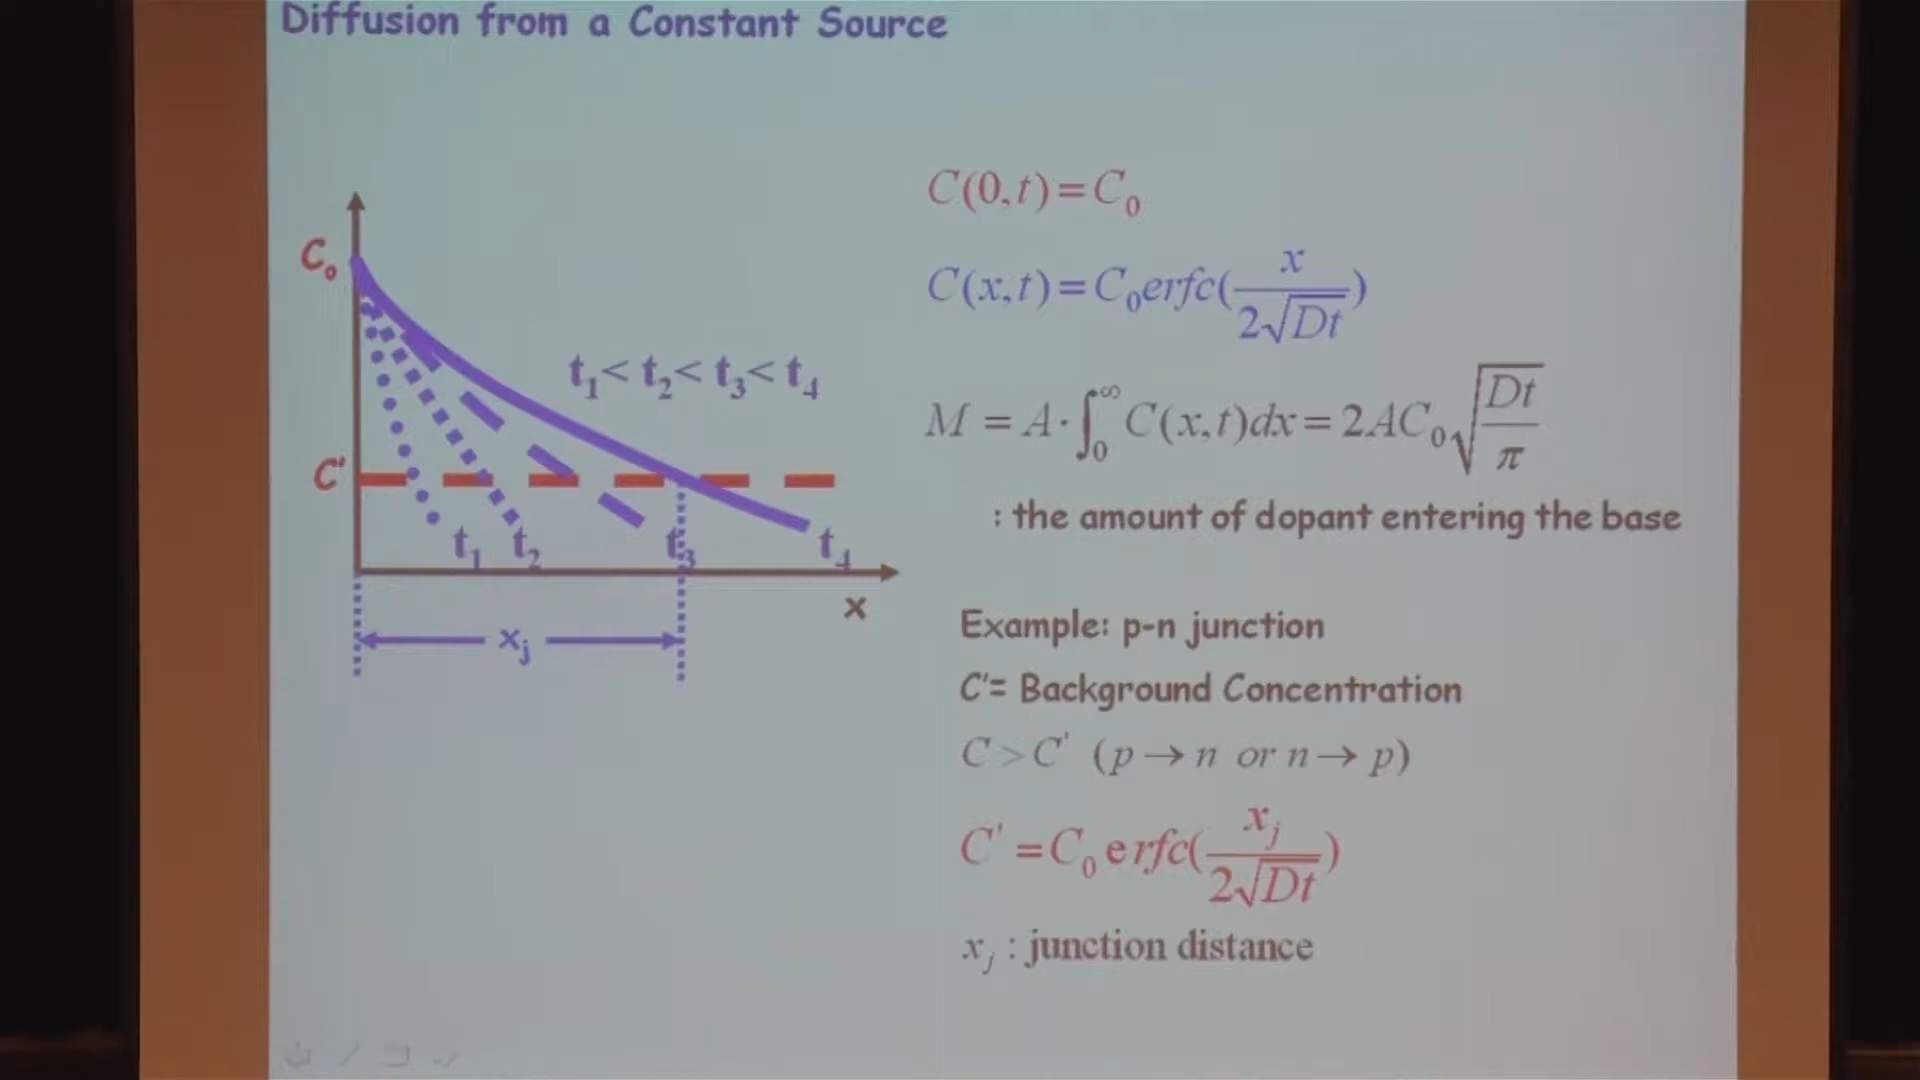 Diffusion from a Constant Source
C(0,t)=C₀
C₀
C(x,t)=C₀erfc(x/2√Dt)
t₁< t₂< t₃< t₄
M = A·∫₀^∞ C(x,t)dx = 2AC₀√(Dt/π)
C'
: the amount of dopant entering the base
t₁ t₂ t₃ t₄
x
xⱼ
Example: p-n junction
C'= Background Concentration
C>C' (p→n or n→p)
C'=C₀erfc(xⱼ/2√Dt)
xⱼ : junction distance